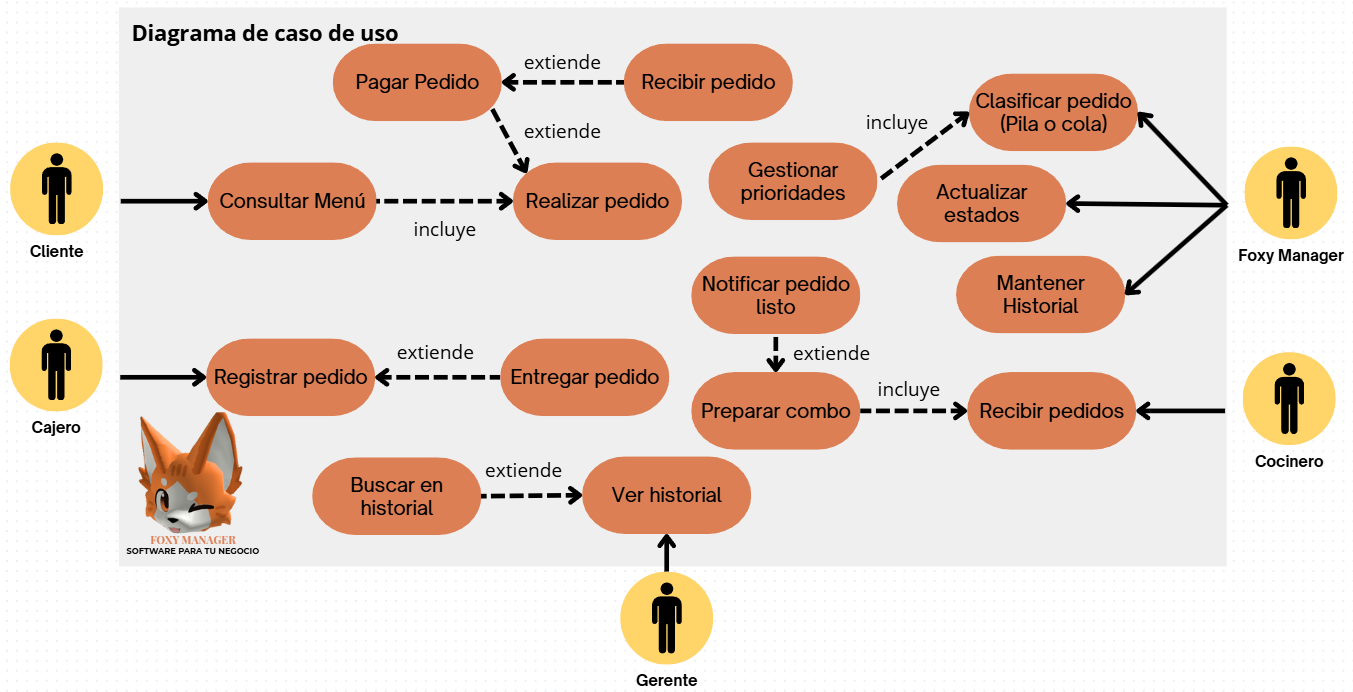 Diagrama de caso de uso
Pagar Pedido
extiende
Recibir pedido
extiende
Consultar Menú
incluye
Realizar pedido
Cliente
incluye
Clasificar pedido
(Pila o cola)
Gestionar
prioridades
Actualizar
estados
Mantener
Historial
Foxy Manager
Notificar pedido
listo
extiende
Registrar pedido
extiende
Entregar pedido
Cajero
Preparar combo
incluye
Recibir pedidos
Cocinero
Buscar en
historial
extiende
Ver historial
FOXY MANAGER
SOFTWARE PARA TU NEGOCIO
Gerente